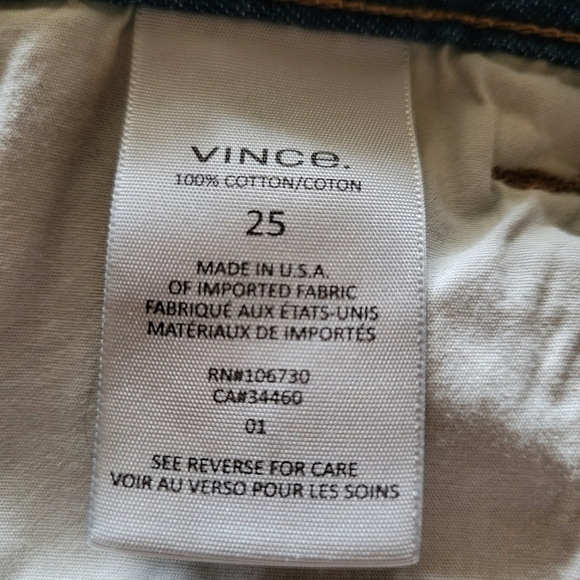 VINCe.
100% COTTON/COTON
25
MADE IN U.S.A.
OF IMPORTED FABRIC
FABRIQUÉ AUX ÉTATS-UNIS
MATÉRIAUX DE IMPORTÉS
RN#106730
CA#34460
01
SEE REVERSE FOR CARE
VOIR AU VERSO POUR LES SOINS